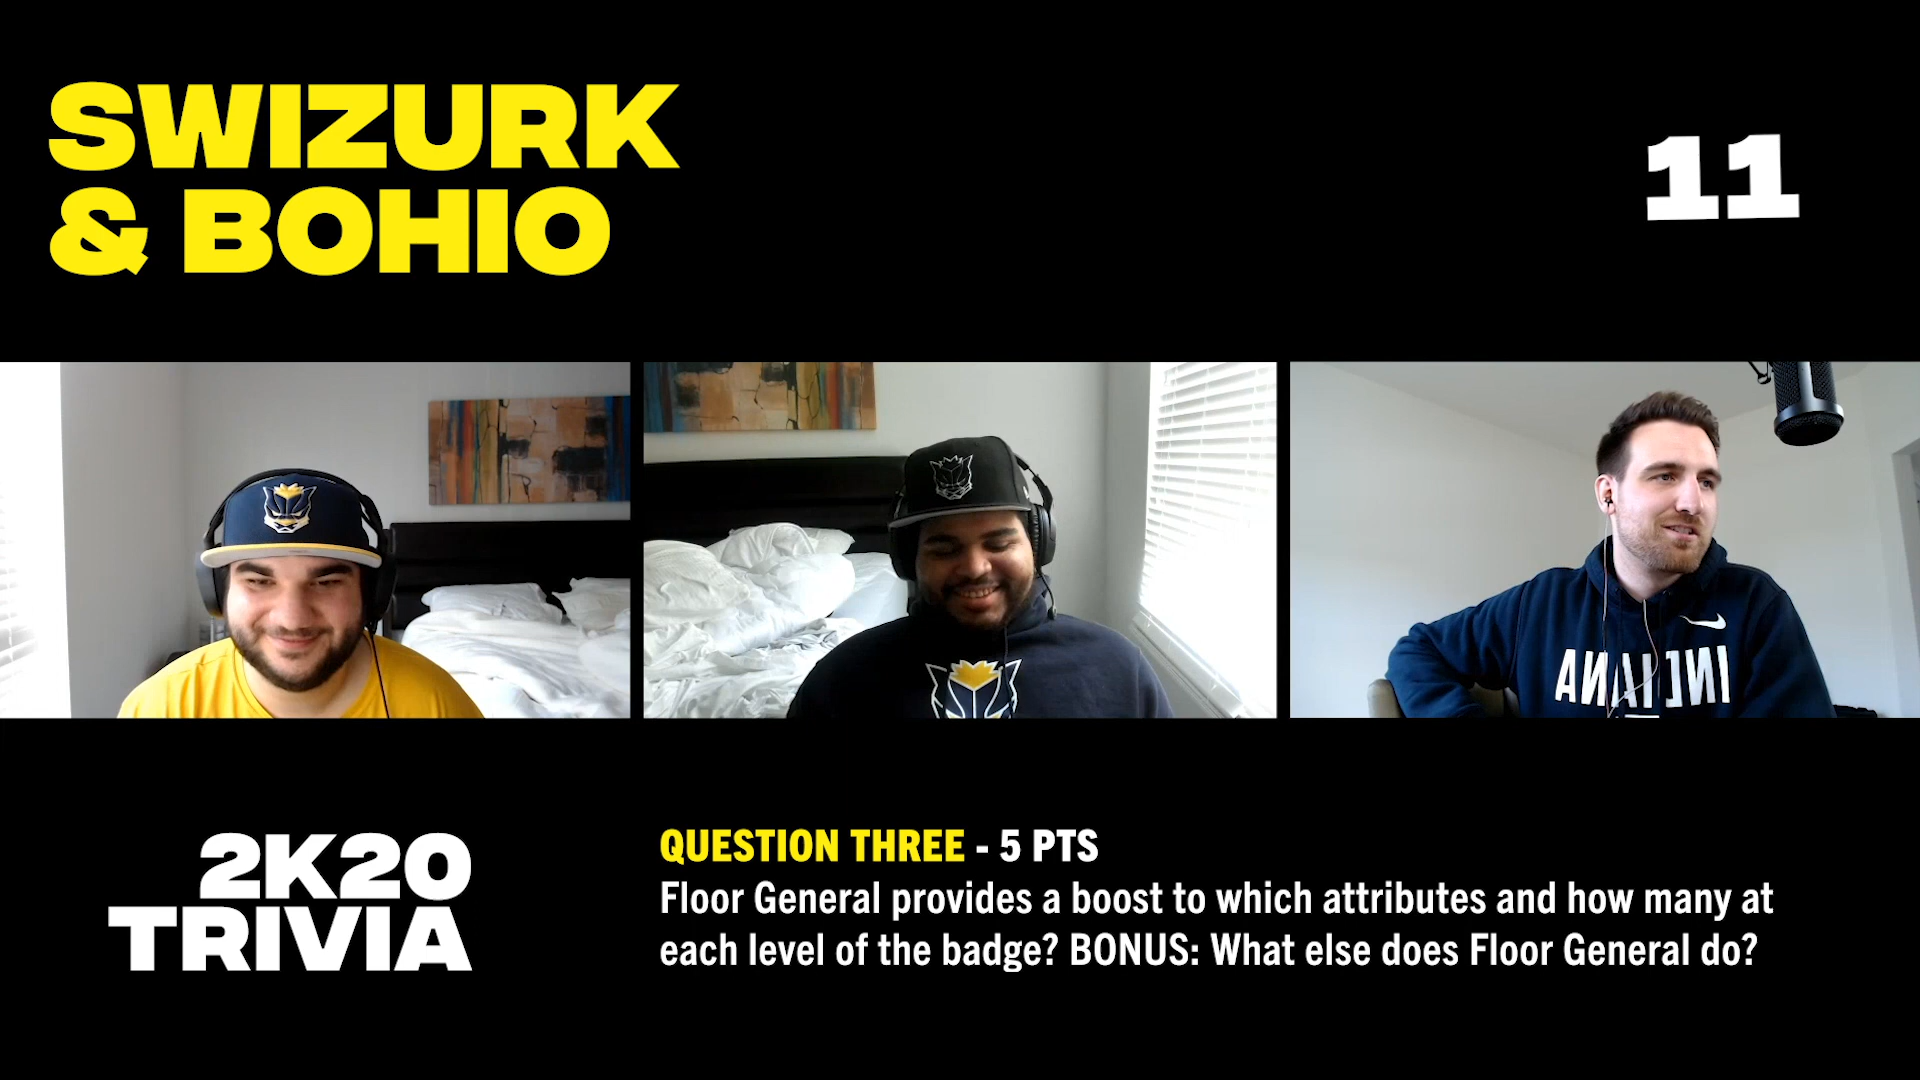 SWIZURK
& BOHIO
11
INDIANA
2K20
TRIVIA
QUESTION THREE - 5 PTS
Floor General provides a boost to which attributes and how many at
each level of the badge? BONUS: What else does Floor General do?